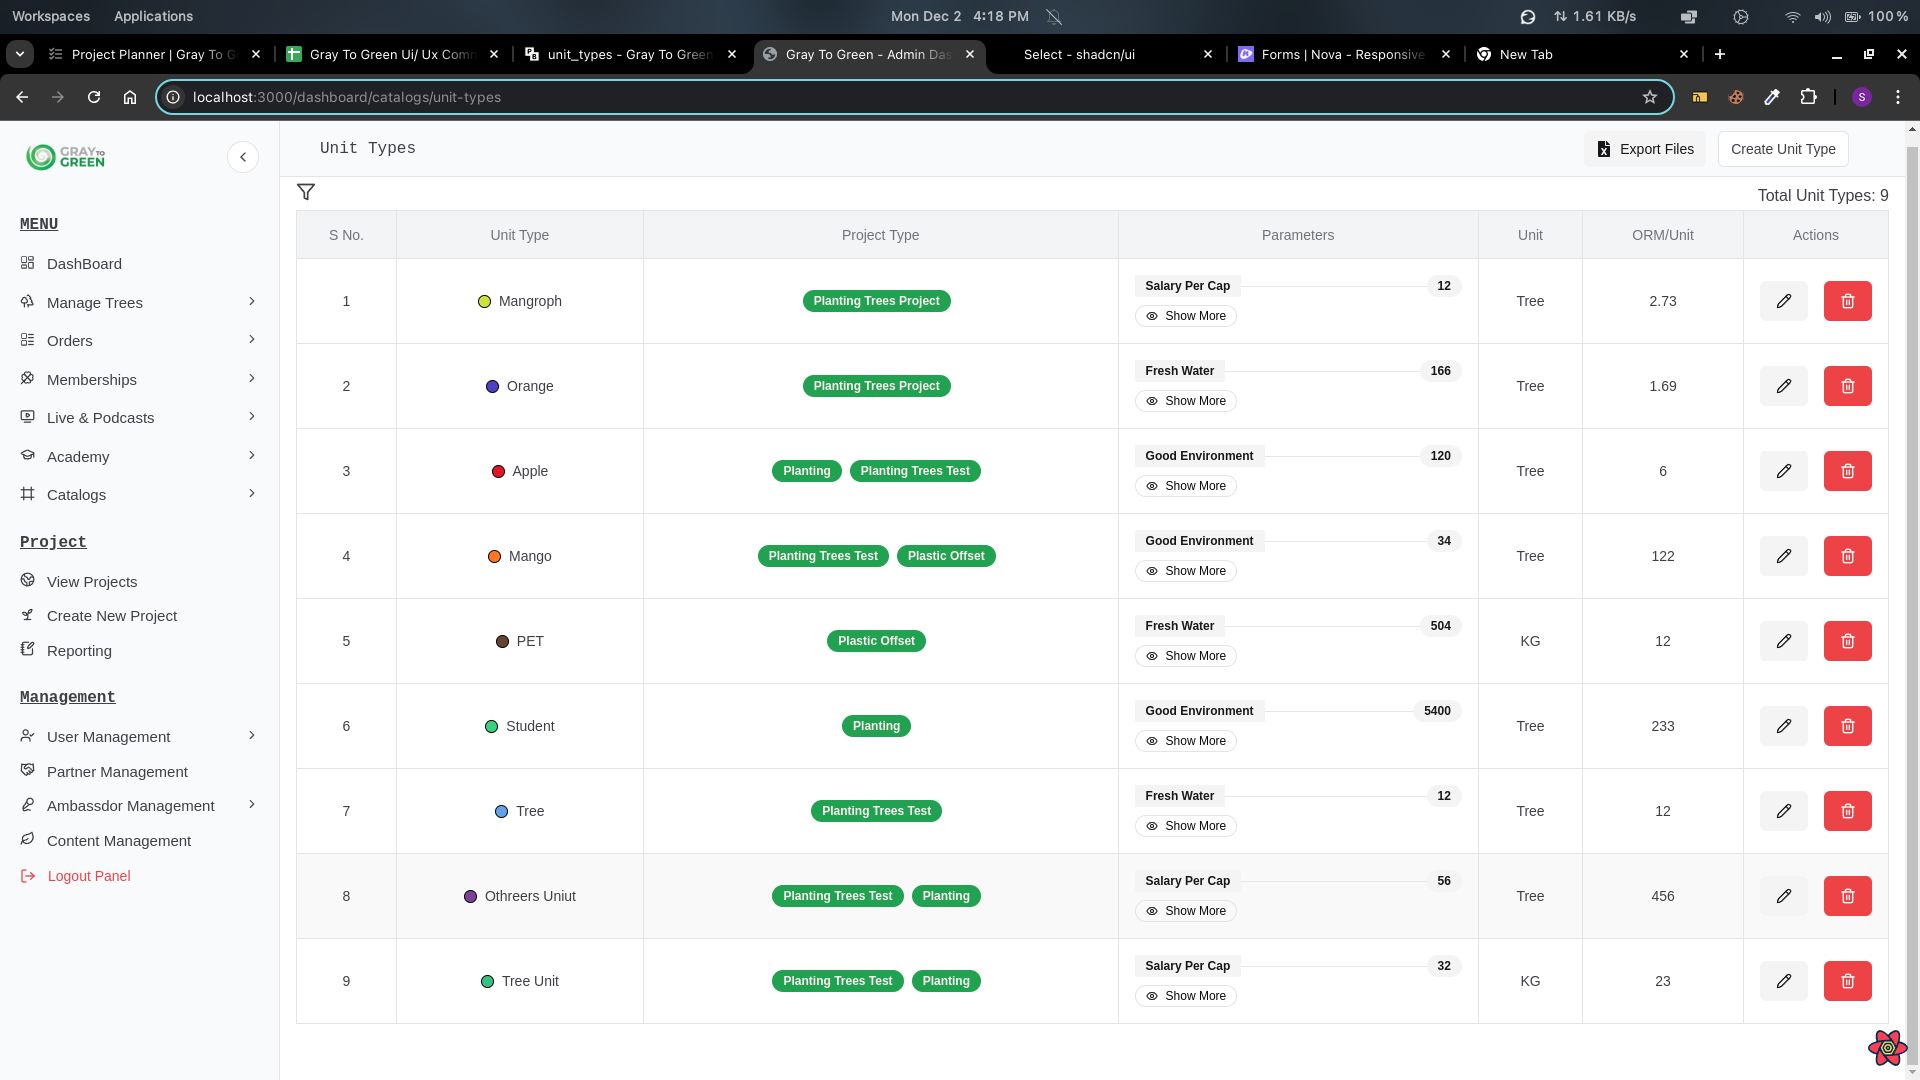 Workspaces Applications Mon Dec 2 4:18 PM 1.61 KB/s 100 %
Project Planner | Gray To G Gray To Green Ui/ Ux Com unit_types - Gray To Green Gray To Green - Admin Das Select - shadcn/ui Forms | Nova - Responsive New Tab
localhost:3000/dashboard/catalogs/unit-types S
GRAY TO GREEN
MENU
DashBoard
Manage Trees
Orders
Memberships
Live & Podcasts
Academy
Catalogs
Project
View Projects
Create New Project
Reporting
Management
User Management
Partner Management
Ambassdor Management
Content Management
Logout Panel
Unit Types Export Files Create Unit Type
Total Unit Types: 9
S No. Unit Type Project Type Parameters Unit ORM/Unit Actions
1 Mangroph Planting Trees Project Salary Per Cap 12 Show More Tree 2.73
2 Orange Planting Trees Project Fresh Water 166 Show More Tree 1.69
3 Apple Planting Planting Trees Test Good Environment 120 Show More Tree 6
4 Mango Planting Trees Test Plastic Offset Good Environment 34 Show More Tree 122
5 PET Plastic Offset Fresh Water 504 Show More KG 12
6 Student Planting Good Environment 5400 Show More Tree 233
7 Tree Planting Trees Test Fresh Water 12 Show More Tree 12
8 Othreers Uniut Planting Trees Test Planting Salary Per Cap 56 Show More Tree 456
9 Tree Unit Planting Trees Test Planting Salary Per Cap 32 Show More KG 23